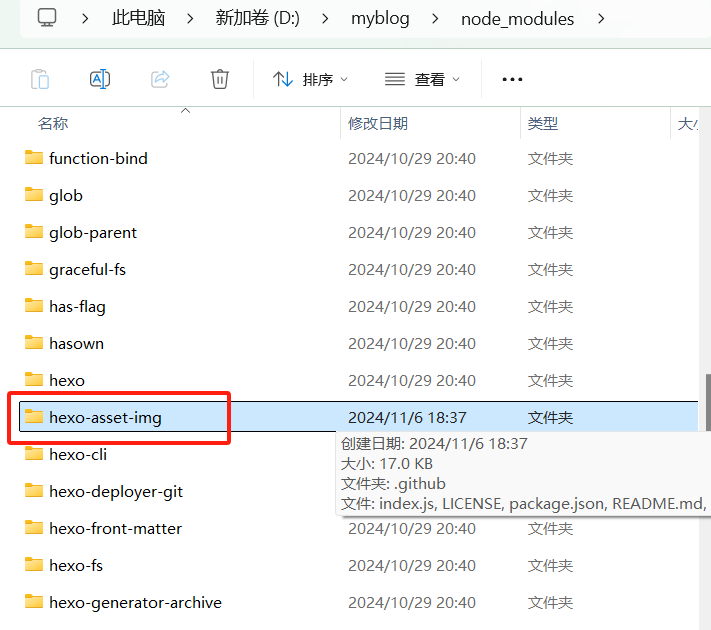 此电脑 > 新加卷 (D:) > myblog > node_modules >
排序 查看
名称 修改日期 类型
function-bind 2024/10/29 20:40 文件夹
glob 2024/10/29 20:40 文件夹
glob-parent 2024/10/29 20:40 文件夹
graceful-fs 2024/10/29 20:40 文件夹
has-flag 2024/10/29 20:40 文件夹
hasown 2024/10/29 20:40 文件夹
hexo 2024/10/29 20:40 文件夹
hexo-asset-img 2024/11/6 18:37 文件夹
hexo-cli
创建日期: 2024/11/6 18:37
大小: 17.0 KB
文件夹: .github
文件: index.js, LICENSE, package.json, README.md,
hexo-deployer-git
hexo-front-matter 2024/10/29 20:40 文件夹
hexo-fs 2024/10/29 20:40 文件夹
hexo-generator-archive 2024/10/29 20:40 文件夹